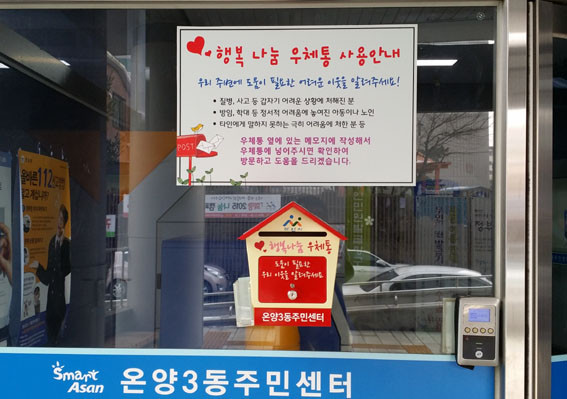 행복 나눔 우체통 사용안내
우리 주변에 도움이 필요한 어려운 이웃을 알려주세요!
• 질병, 사고 등 갑자기 어려운 상황에 처해진 분
• 방임, 학대 등 정서적 어려움에 놓여진 아동이나 노인
• 타인에게 말하지 못하는 극히 어려움에 처한 분 등
우체통 옆에 있는 메모지에 작성해서
우체통에 넣어주시면 확인하여
방문하고 도움을 드리겠습니다.
POST
행복나눔 우체통
도움이 필요한
우리 이웃을 알려주세요
온양3동주민센터
112
Smart
Asan
온양3동주민센터